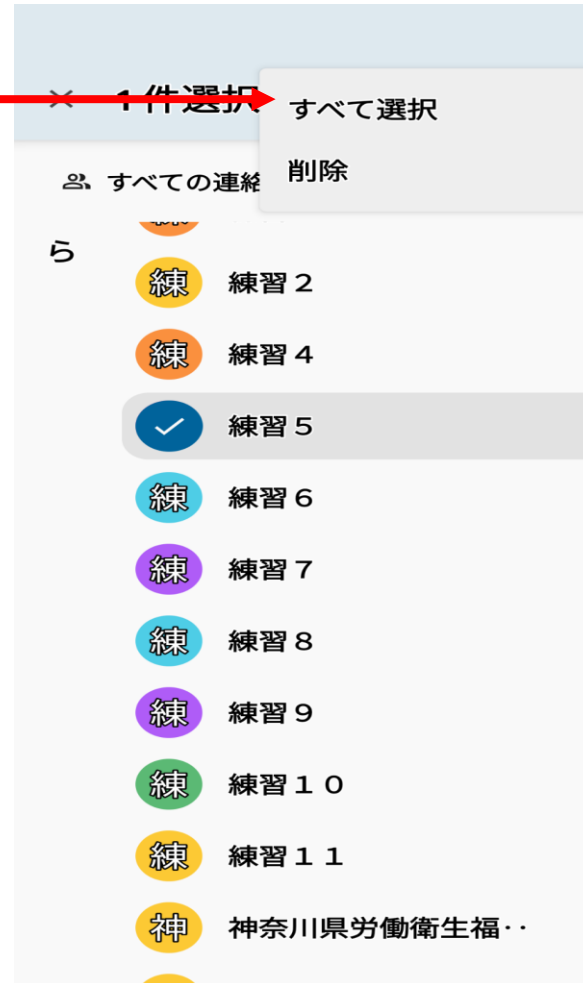 1件選択
すべて選択
削除
すべての連絡
ら
練 練習2
練 練習4
練習5
練 練習6
練 練習7
練 練習8
練 練習9
練 練習10
練 練習11
神 神奈川県労働衛生福‥